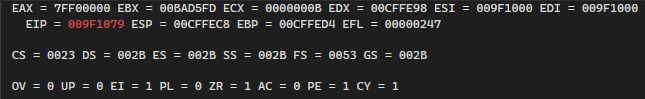 EAX = 7FF00000 EBX = 00BAD5FD ECX = 0000000B EDX = 00CFFE98 ESI = 009F1000 EDI = 009F1000
EIP = 009F1079 ESP = 00CFFEC8 EBP = 00CFFED4 EFL = 00000247
CS = 0023 DS = 002B ES = 002B SS = 002B FS = 0053 GS = 002B
OV = 0 UP = 0 EI = 1 PL = 0 ZR = 1 AC = 0 PE = 1 CY = 1